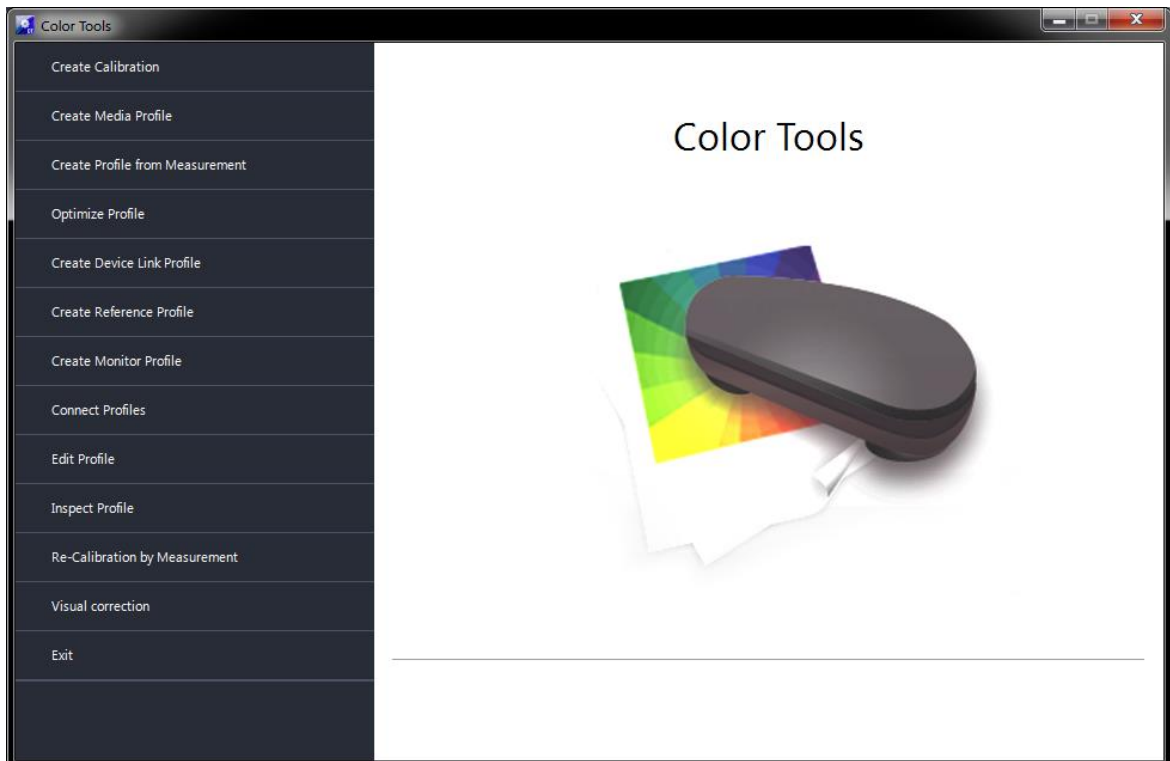 Color Tools
Create Calibration
Create Media Profile
Create Profile from Measurement
Optimize Profile
Create Device Link Profile
Create Reference Profile
Create Monitor Profile
Connect Profiles
Edit Profile
Inspect Profile
Re-Calibration by Measurement
Visual correction
Exit
Color Tools